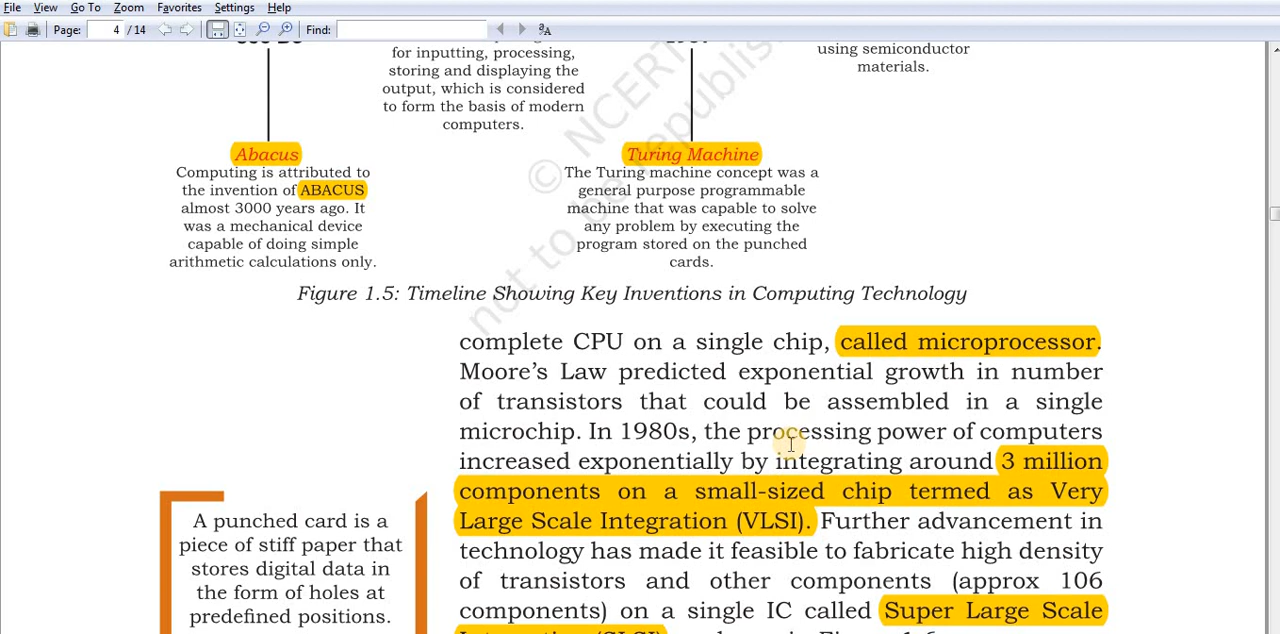 File View Go To Zoom Favorites Settings Help
Page: 4 / 14 Find:
for inputting, processing,
storing and displaying the
output, which is considered
to form the basis of modern
computers.
using semiconductor
materials.
Abacus
Computing is attributed to
the invention of ABACUS
almost 3000 years ago. It
was a mechanical device
capable of doing simple
arithmetic calculations only.
Turing Machine
The Turing machine concept was a
general purpose programmable
machine that was capable to solve
any problem by executing the
program stored on the punched
cards.
© NCERT
not to be republis
Figure 1.5: Timeline Showing Key Inventions in Computing Technology
complete CPU on a single chip, called microprocessor.
Moore's Law predicted exponential growth in number
of transistors that could be assembled in a single
microchip. In 1980s, the processing power of computers
increased exponentially by integrating around 3 million
components on a small-sized chip termed as Very
Large Scale Integration (VLSI). Further advancement in
technology has made it feasible to fabricate high density
of transistors and other components (approx 106
components) on a single IC called Super Large Scale
A punched card is a
piece of stiff paper that
stores digital data in
the form of holes at
predefined positions.